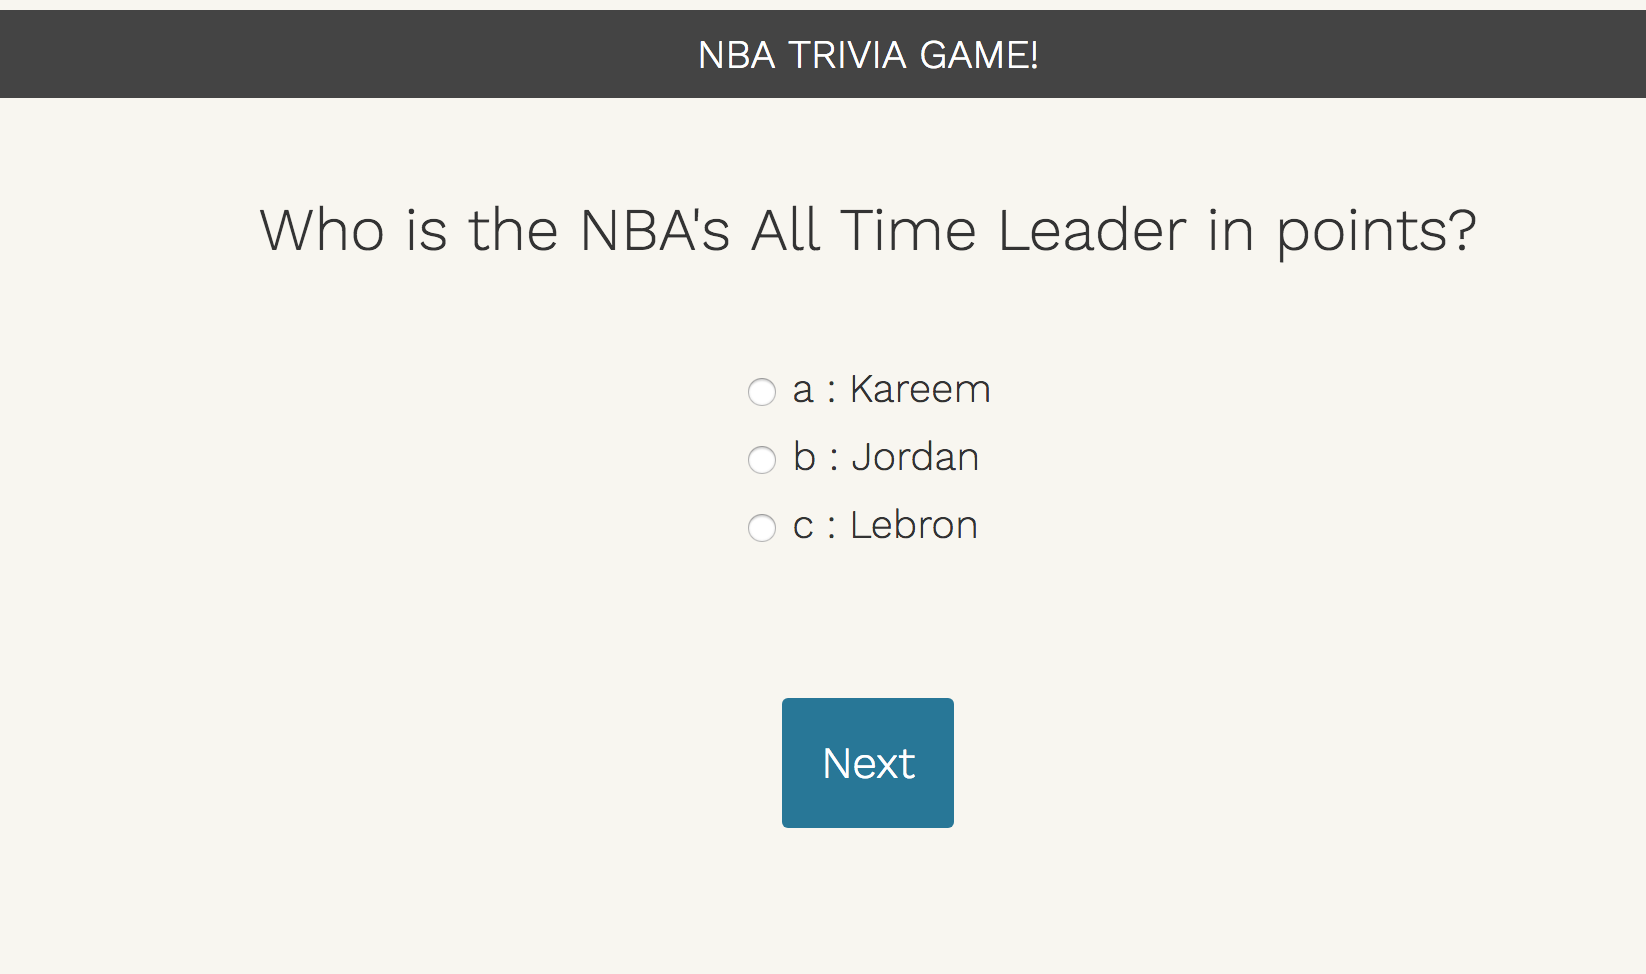 NBA TRIVIA GAME!
Who is the NBA's All Time Leader in points?
a : Kareem
b : Jordan
c : Lebron
Next